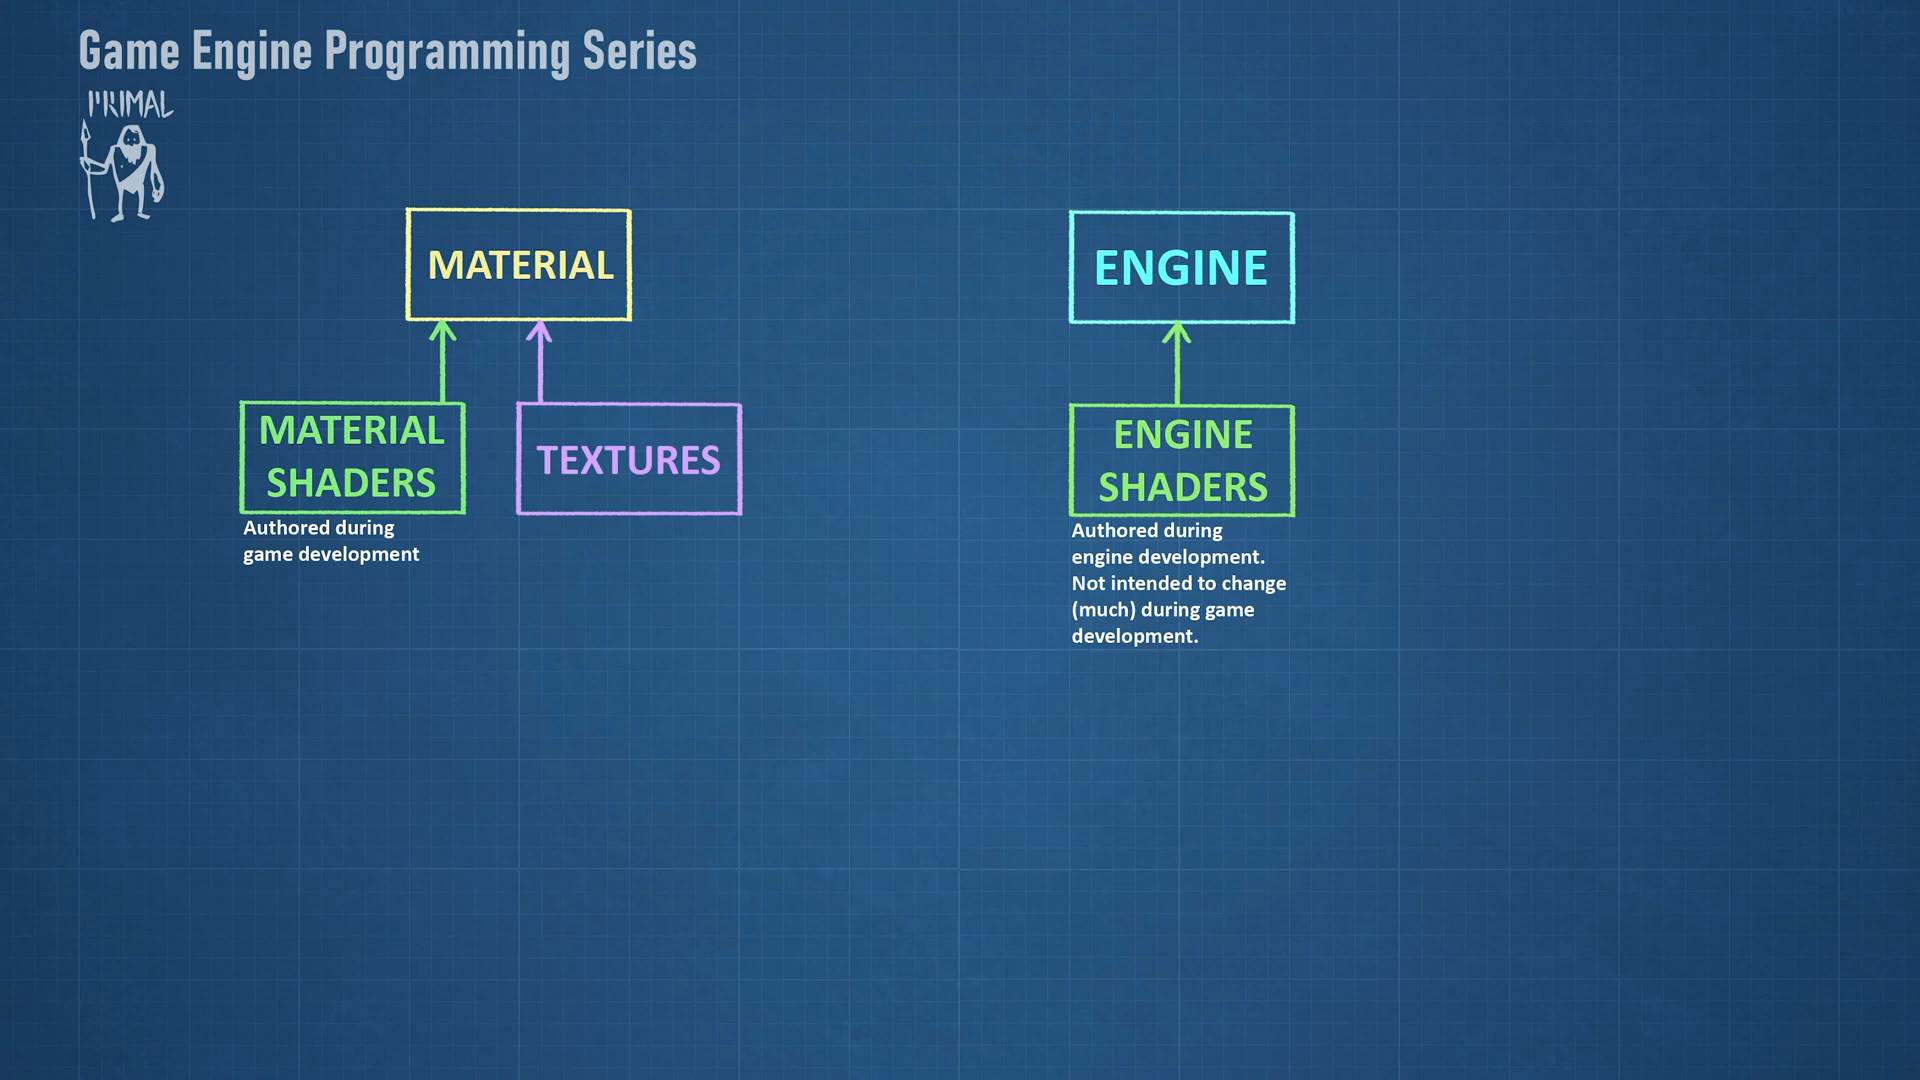 Game Engine Programming Series
PRIMAL
MATERIAL
ENGINE
MATERIAL
SHADERS
TEXTURES
ENGINE
SHADERS
Authored during
game development
Authored during
engine development.
Not intended to change
(much) during game
development.